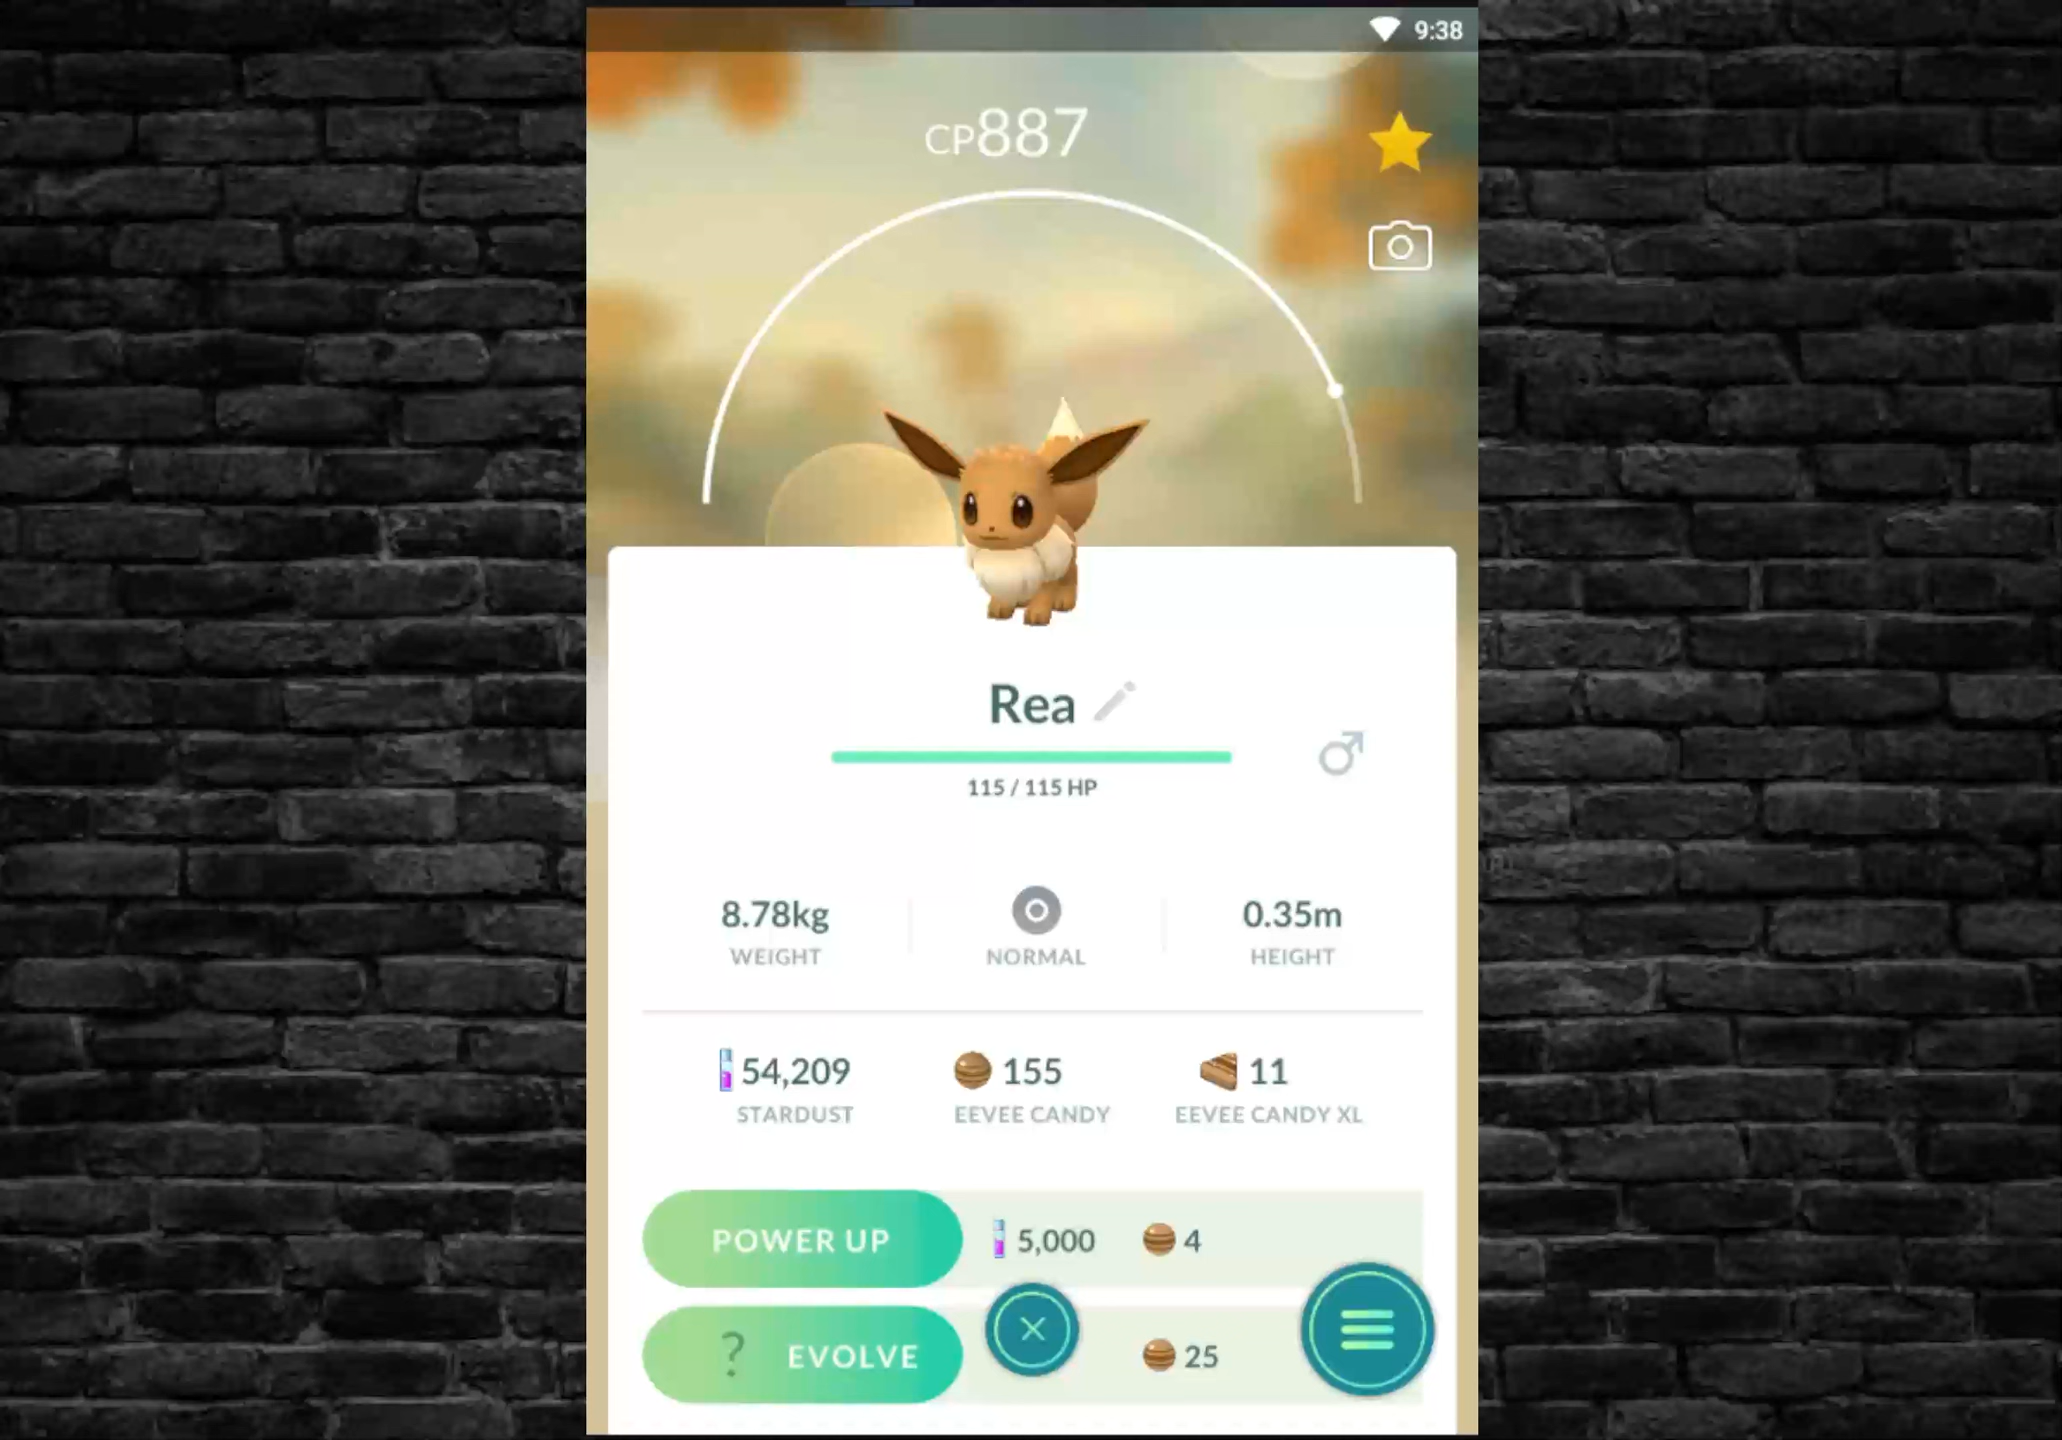 9:38
CP887
Rea
115 / 115 HP
8.78kg
WEIGHT
NORMAL
0.35m
HEIGHT
54,209
STARDUST
155
EEVEE CANDY
11
EEVEE CANDY XL
POWER UP 5,000 4
? EVOLVE 25